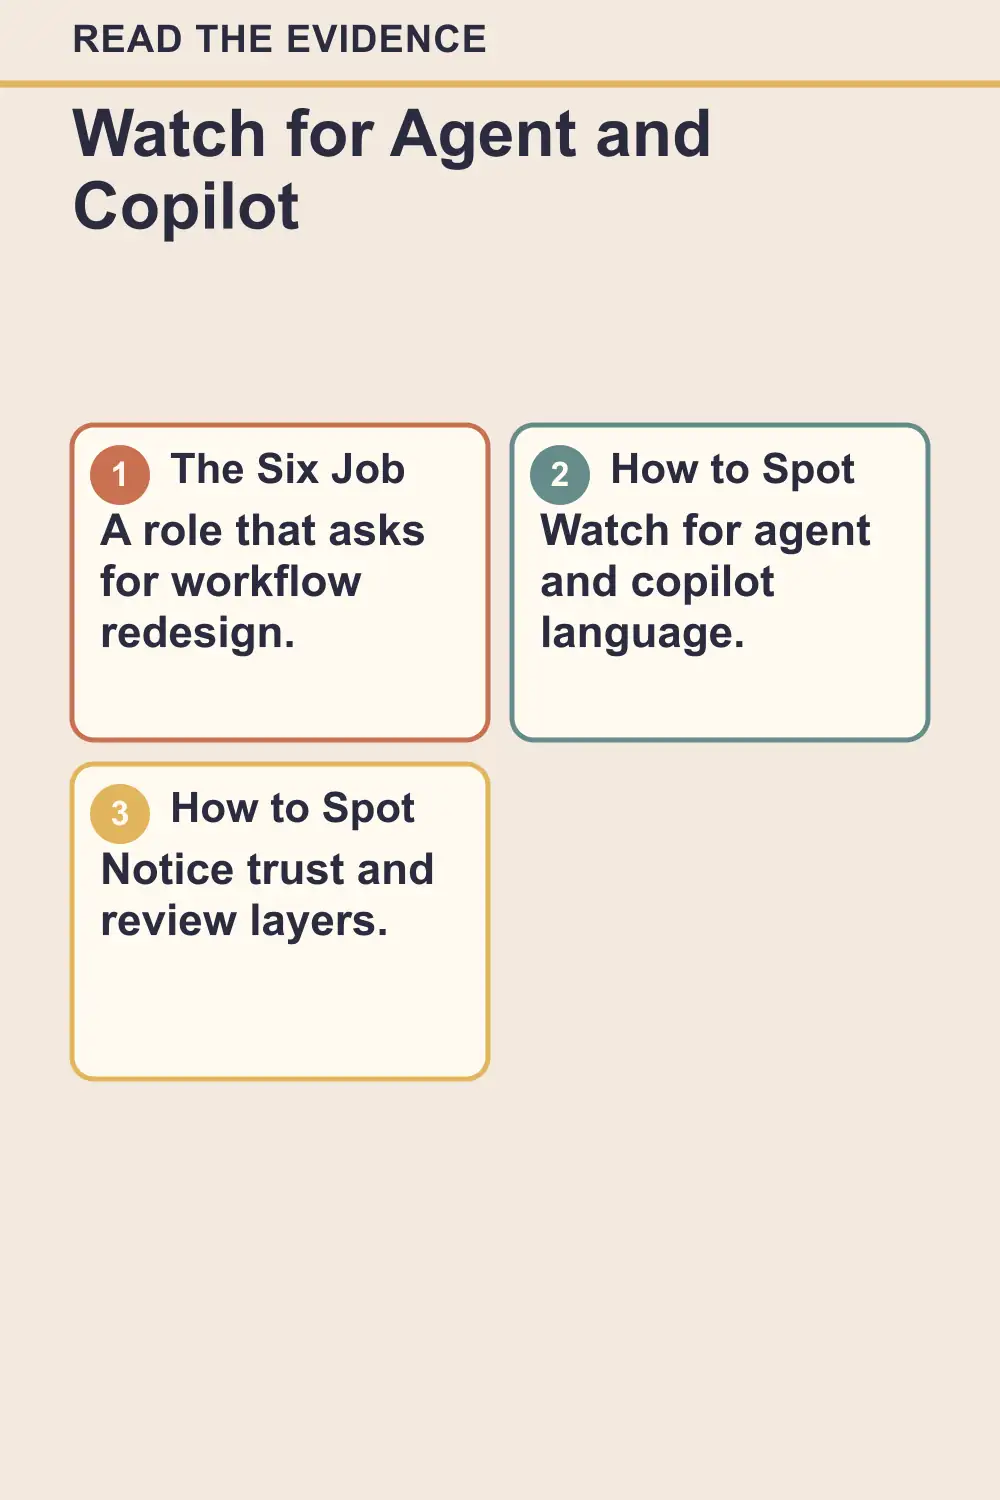 READ THE EVIDENCE
Watch for Agent and
Copilot
1 The Six Job
A role that asks
for workflow
redesign.
2 How to Spot
Watch for agent
and copilot
language.
3 How to Spot
Notice trust and
review layers.